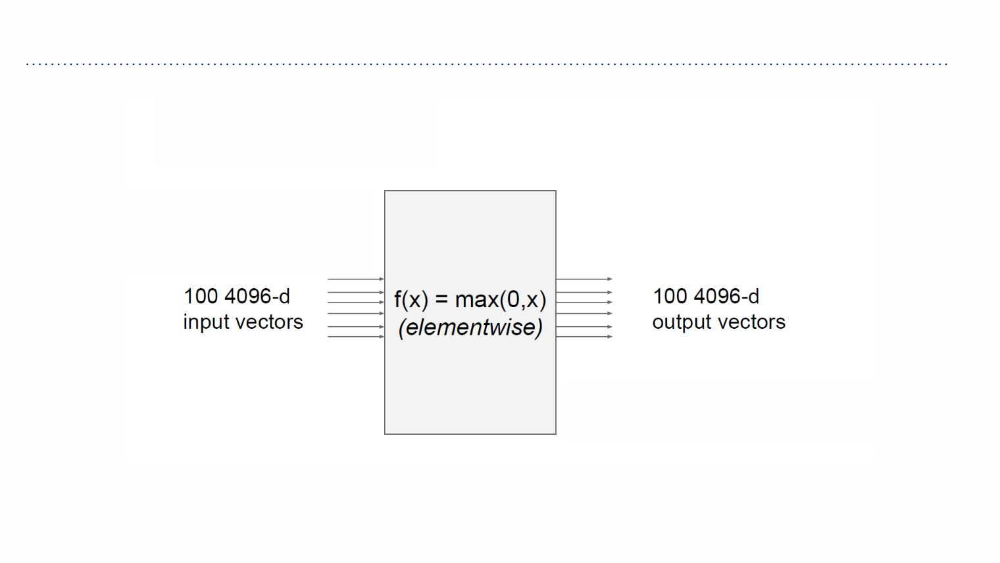 100 4096-d
input vectors
f(x) = max(0,x)
(elementwise)
100 4096-d
output vectors